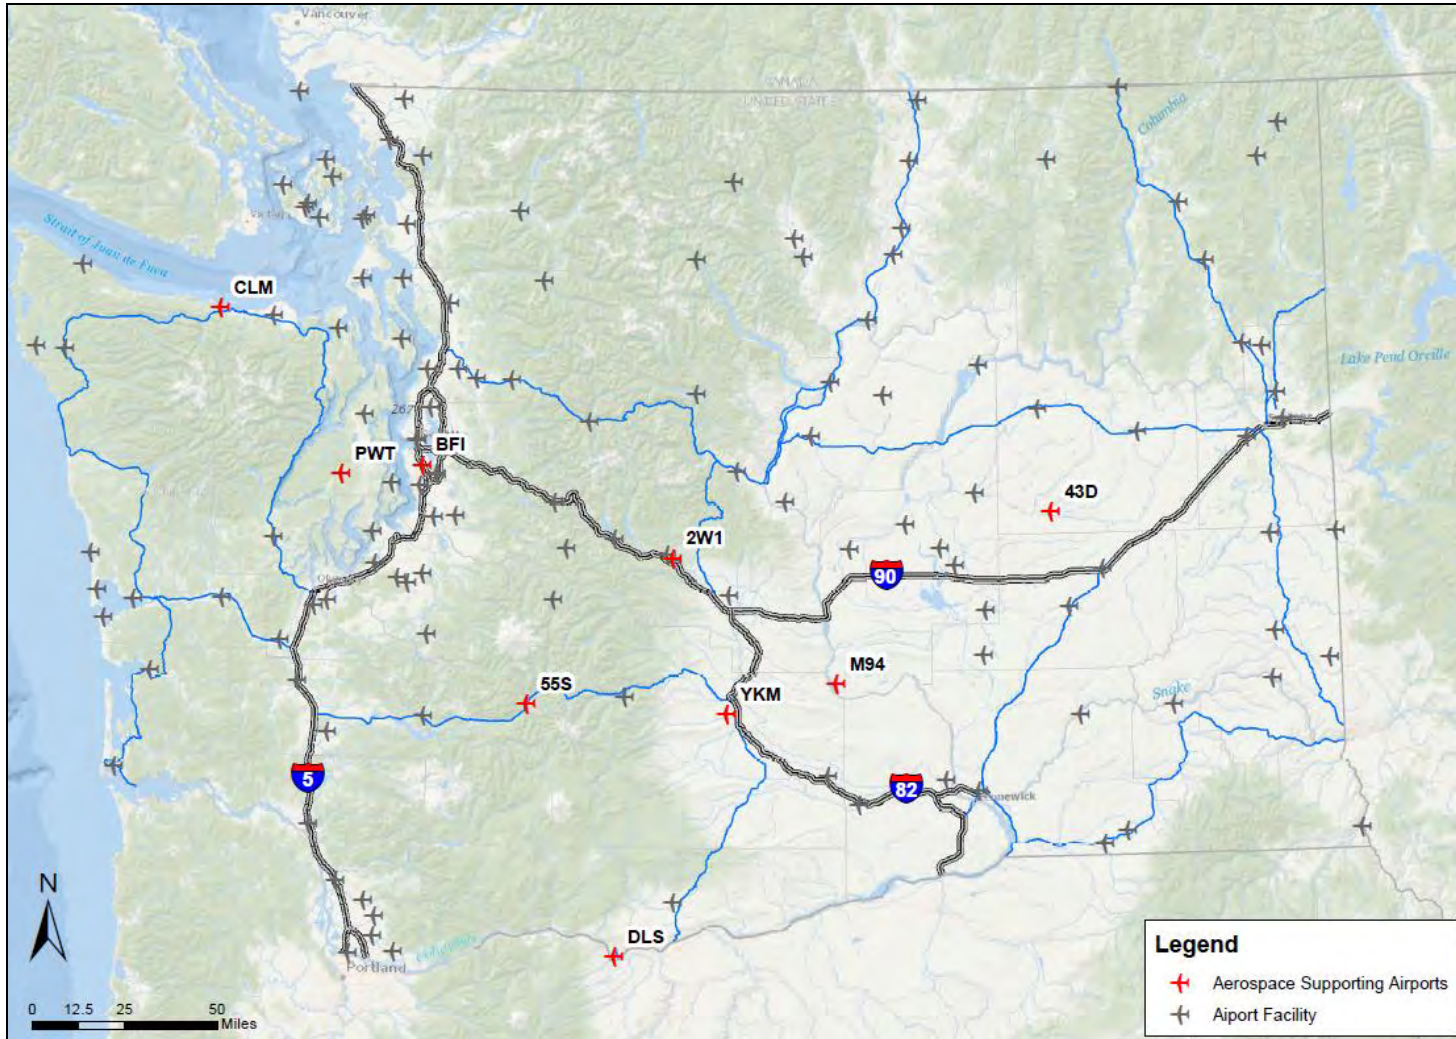 Vancouver
CANADA
UNITED STATES
Columbia
Strait of Juan de Fuca
CLM
Lake Pend Oreille
267
PWT
BFI
43D
2W1
90
M94
55S
YKM
Snake
5
82
N
DLS
Portland
Legend
Aerospace Supporting Airports
Aiport Facility
0 12.5 25 50
Miles